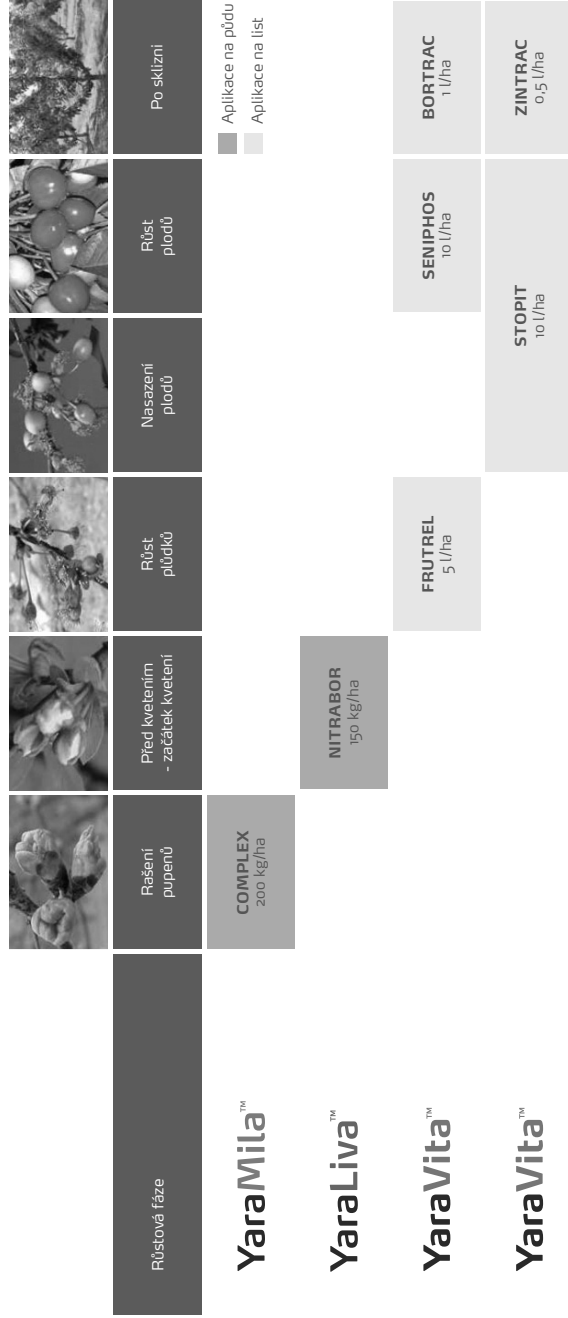 Růstová fáze
Rašení
pupenů
Před kvetením
- začátek kvetení
Růst
plůdků
Nasazení
plodů
Růst
plodů
Po sklizni
YaraMila™
COMPLEX
200 kg/ha
Aplikace na půdu
Aplikace na list
YaraLiva™
NITRABOR
150 kg/ha
YaraVita™
FRUTREL
5 l/ha
SENIPHOS
10 l/ha
BORTRAC
1 l/ha
YaraVita™
STOPIT
10 l/ha
ZINTRAC
0,5 l/ha